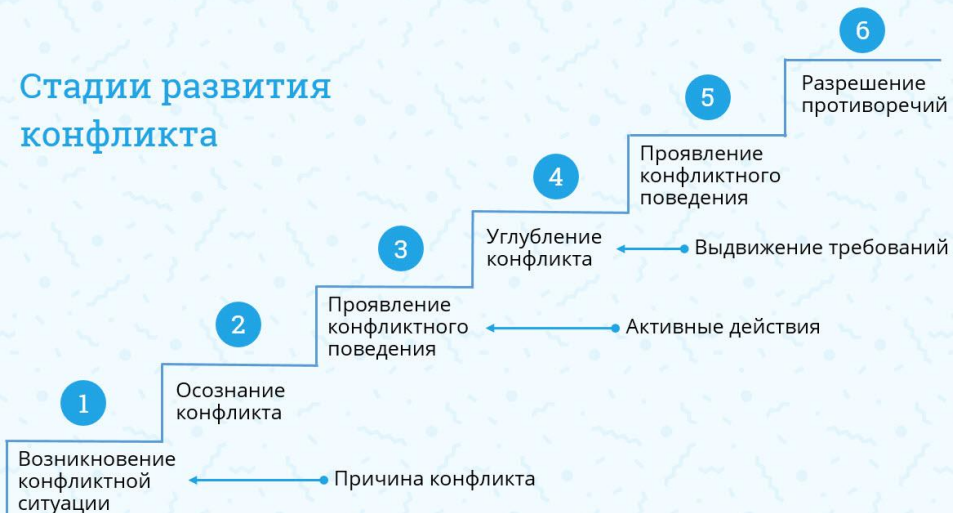 Стадии развития
конфликта
1
Возникновение
конфликтной
ситуации
Причина конфликта
2
Осознание
конфликта
3
Проявление
конфликтного
поведения
Активные действия
4
Углубление
конфликта
Выдвижение требований
5
Проявление
конфликтного
поведения
6
Разрешение
противоречий